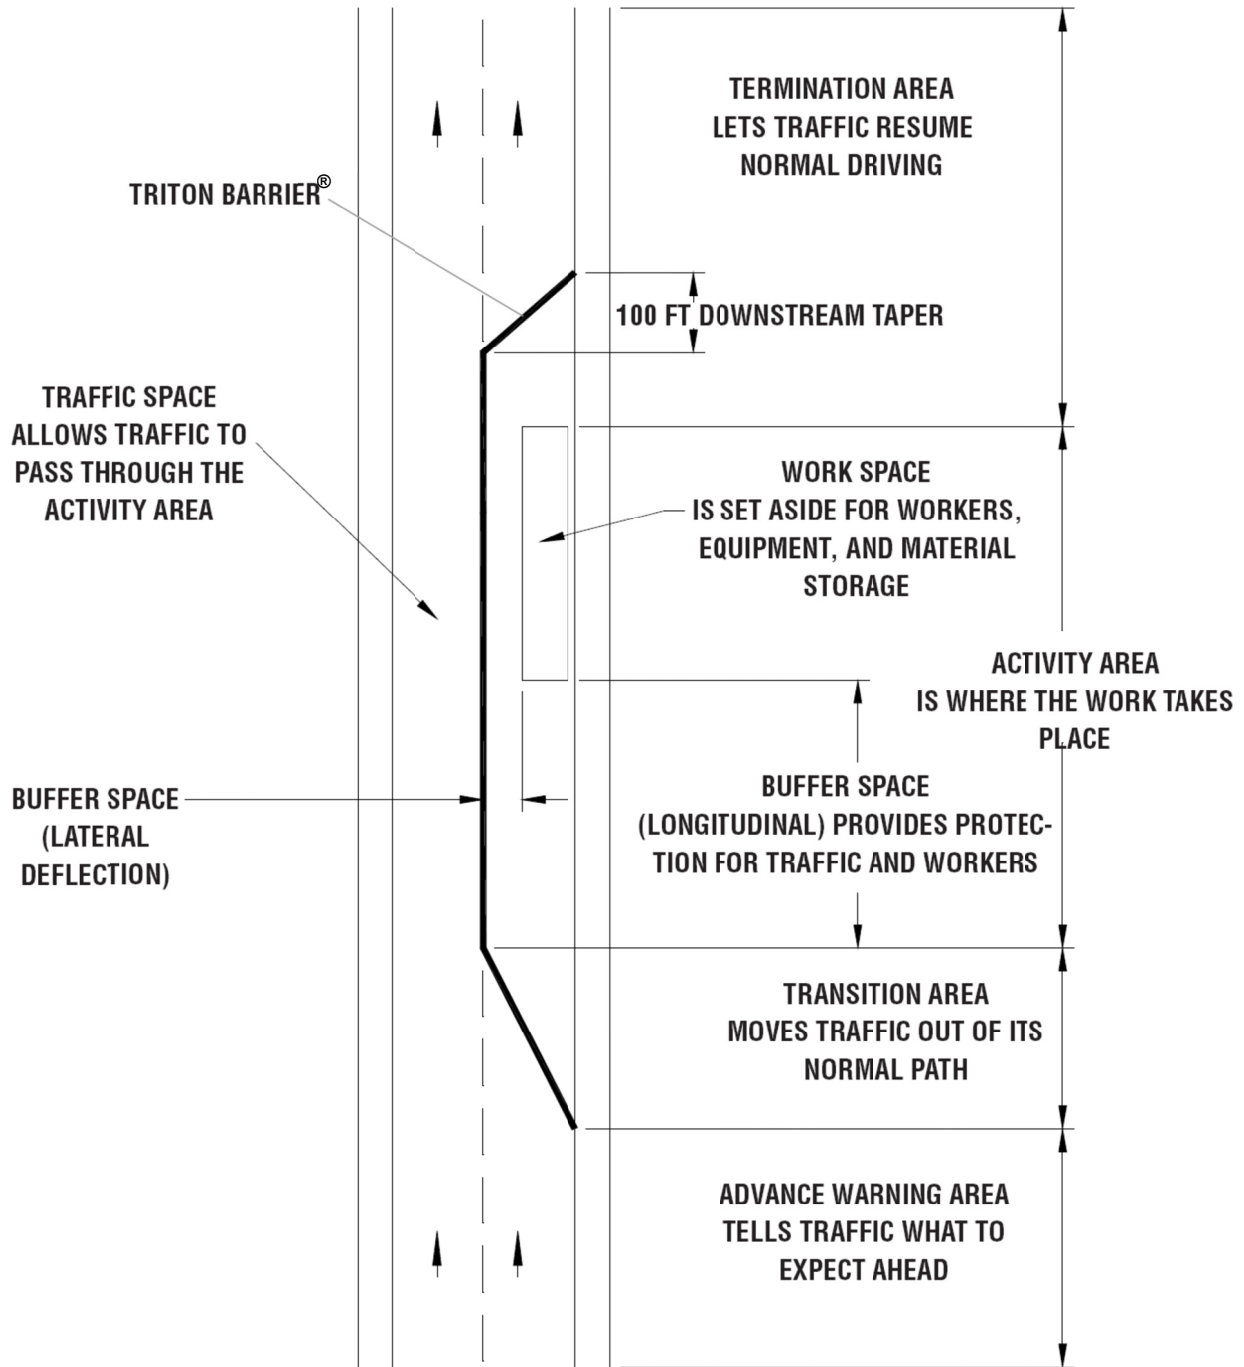 TERMINATION AREA
LETS TRAFFIC RESUME
NORMAL DRIVING
TRITON BARRIER®
100 FT DOWNSTREAM TAPER
TRAFFIC SPACE
ALLOWS TRAFFIC TO
PASS THROUGH THE
ACTIVITY AREA
WORK SPACE
IS SET ASIDE FOR WORKERS,
EQUIPMENT, AND MATERIAL
STORAGE
ACTIVITY AREA
IS WHERE THE WORK TAKES
PLACE
BUFFER SPACE
(LATERAL
DEFLECTION)
BUFFER SPACE
(LONGITUDINAL) PROVIDES PROTEC-
TION FOR TRAFFIC AND WORKERS
TRANSITION AREA
MOVES TRAFFIC OUT OF ITS
NORMAL PATH
ADVANCE WARNING AREA
TELLS TRAFFIC WHAT TO
EXPECT AHEAD